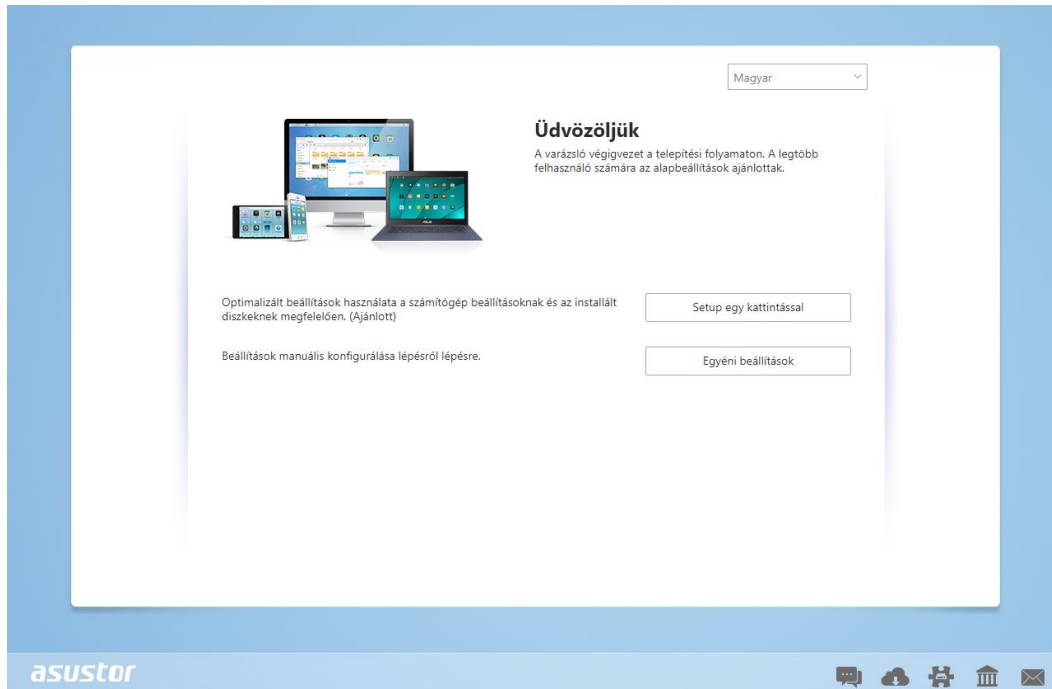 Magyar
Üdvözöljük
A varázsló végigvezet a telepítési folyamaton. A legtöbb
felhasználó számára az alapbeállítások ajánlottak.
Optimalizált beállítások használata a számítógép beállításoknak és az installált
diszkeknek megfelelően. (Ajánlott)
Setup egy kattintással
Beállítások manuális konfigurálása lépésről lépésre.
Egyéni beállítások
asustor